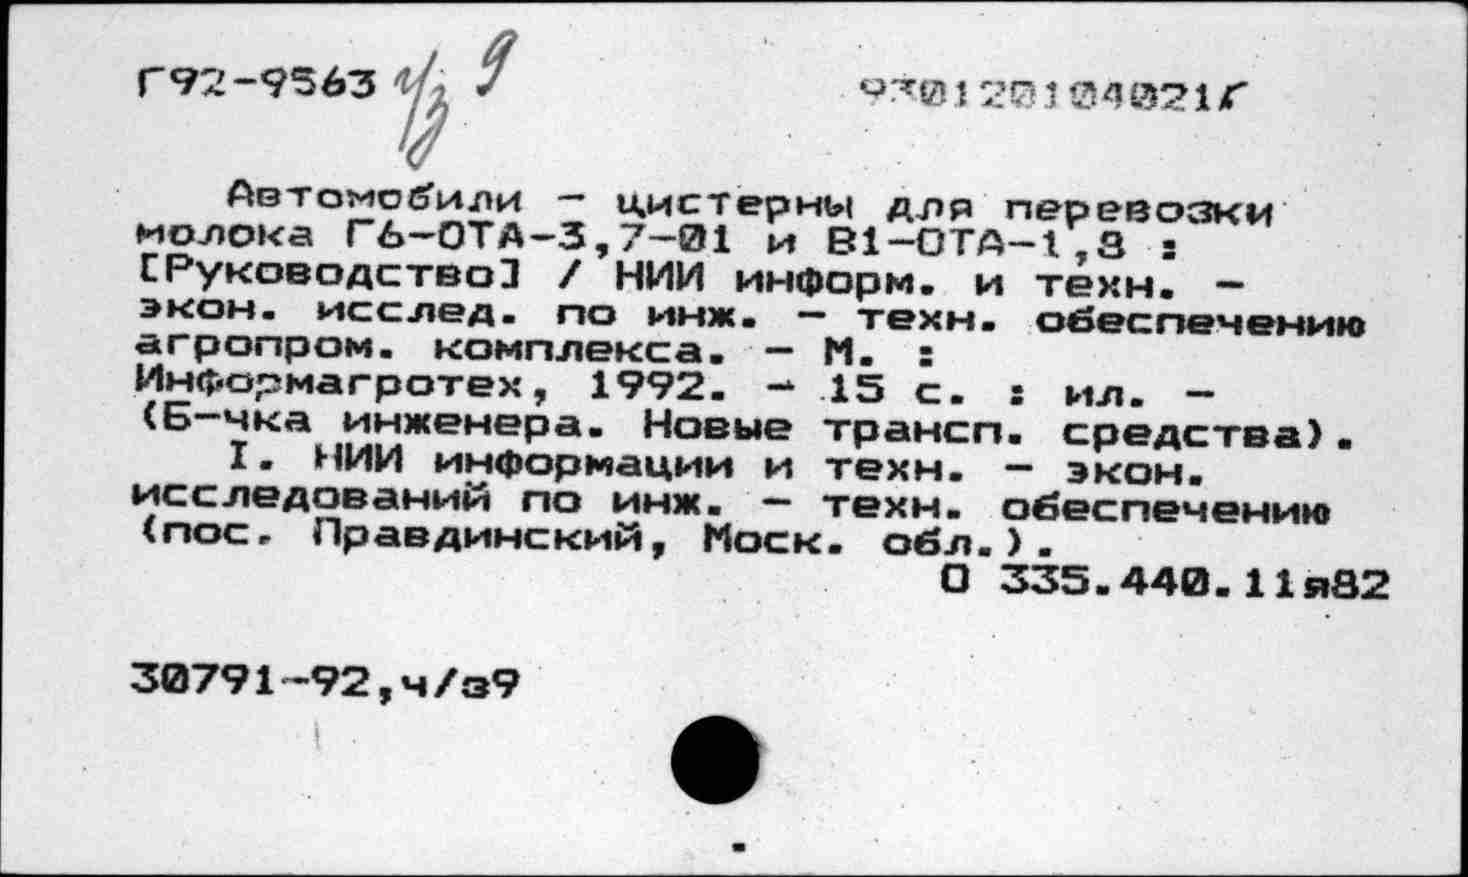 Г92-9563 ч/з 9
930120104021Г
Автомобили - цистерны для перевозки
молока Г6-ОТА-3,7-01 и В1-ОТА-1,8 :
[Руководство] / НИИ информ. и техн. -
экон. исслед. по инж. - техн. обеспечению
агропром. комплекса. - М. :
Информагротех, 1992. - 15 с. : ил. -
(Б-чка инженера. Новые трансп. средства).
I. НИИ информации и техн. - экон.
исследований по инж. - техн. обеспечению
(пос. Правдинский, Моск. обл.).
О 335.440.11я82
30791-92,ч/з9